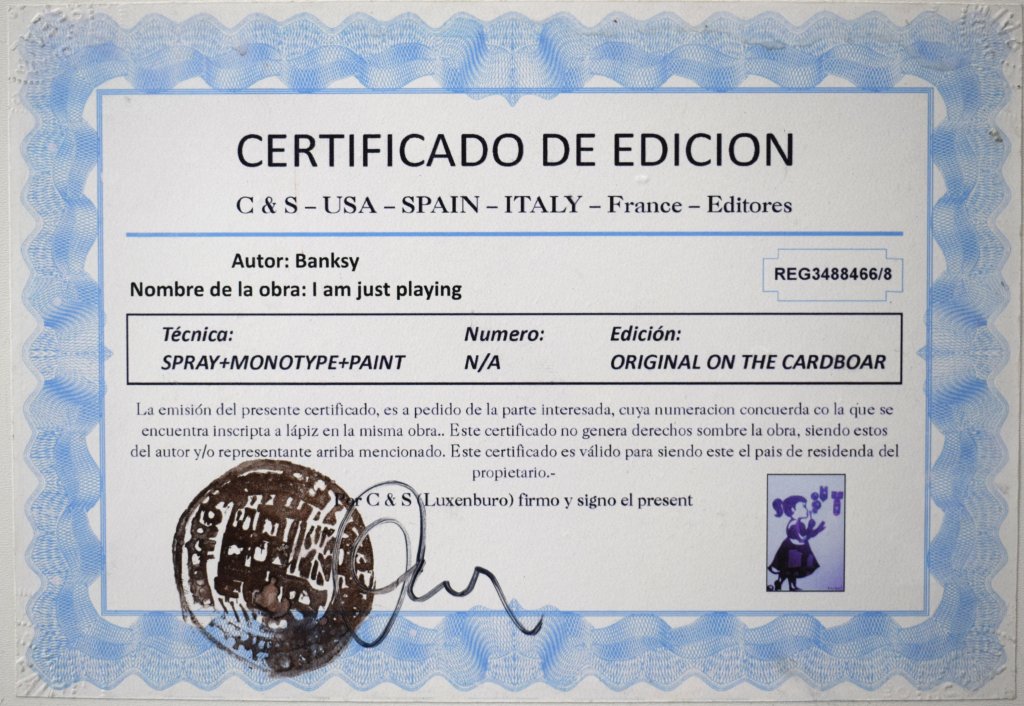 CERTIFICADO DE EDICION
C & S – USA – SPAIN – ITALY – France – Editores
Autor: Banksy
REG3488466/8
Nombre de la obra: I am just playing
Técnica: Numero: Edición:
SPRAY+MONOTYPE+PAINT N/A ORIGINAL ON THE CARDBOAR
La emisión del presente certificado, es a pedido de la parte interesada, cuya numeracion concuerda co la que se
encuentra inscripta a lápiz en la misma obra.. Este certificado no genera derechos sombre la obra, siendo estos
del autor y/o representante arriba mencionado. Este certificado es válido para siendo este el pais de residenda del
propietario.-
Por C & S (Luxenburo) firmo y signo el present